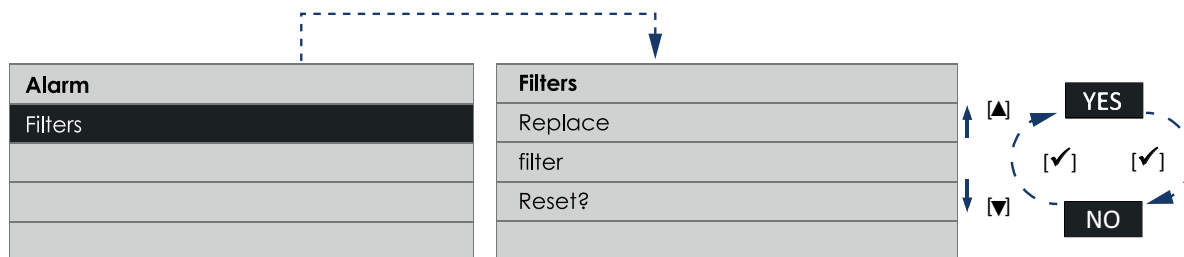 Alarm
Filters
Filters
Replace
filter
Reset?
[▲]
[▼]
YES
[✓] [✓]
NO